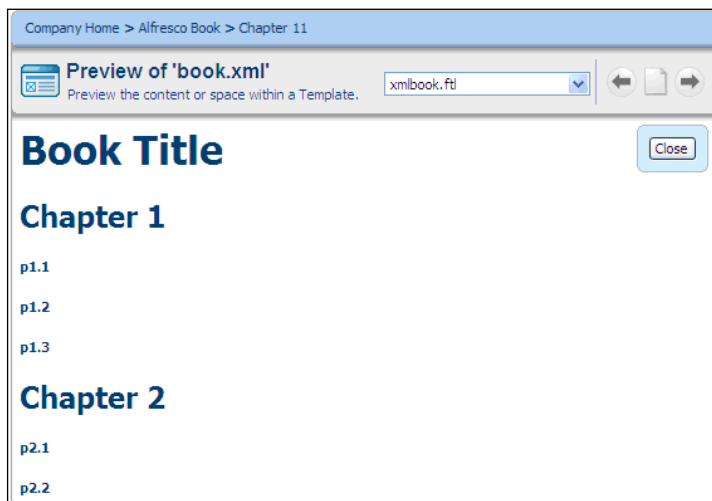 Company Home > Alfresco Book > Chapter 11
Preview of 'book.xml'
Preview the content or space within a Template.
xmlbook.ftl
Book Title
Close
Chapter 1
p1.1
p1.2
p1.3
Chapter 2
p2.1
p2.2